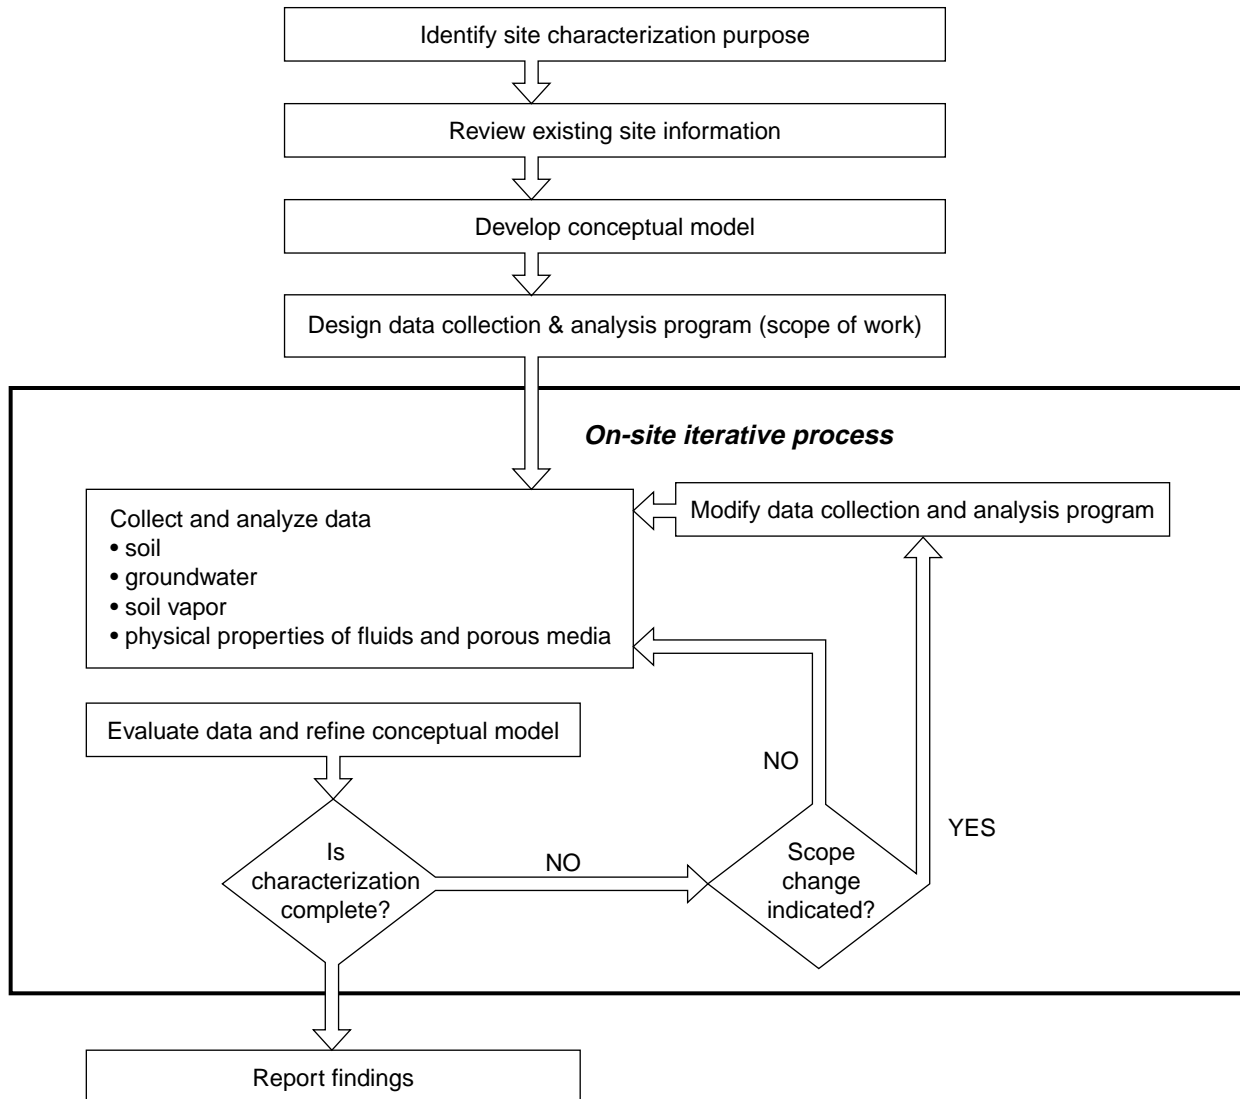 Identify site characterization purpose
Review existing site information
Develop conceptual model
Design data collection & analysis program (scope of work)
On-site iterative process
Collect and analyze data
• soil
• groundwater
• soil vapor
• physical properties of fluids and porous media
Modify data collection and analysis program
Evaluate data and refine conceptual model
NO
YES
Is
characterization
complete?
NO
Scope
change
indicated?
Report findings